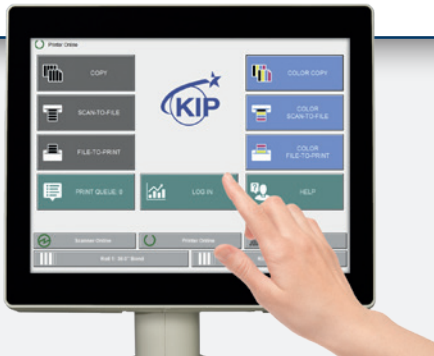 Printer Online
COPY
COLOR COPY
KIP
SCAN-TO-FILE
COLOR
SCAN-TO-FILE
FILE-TO-PRINT
COLOR
FILE-TO-PRINT
PRINT QUEUE: 0
LOG IN
HELP
Scanner Online
Printer Online
Roll 1: 36.0" Bond